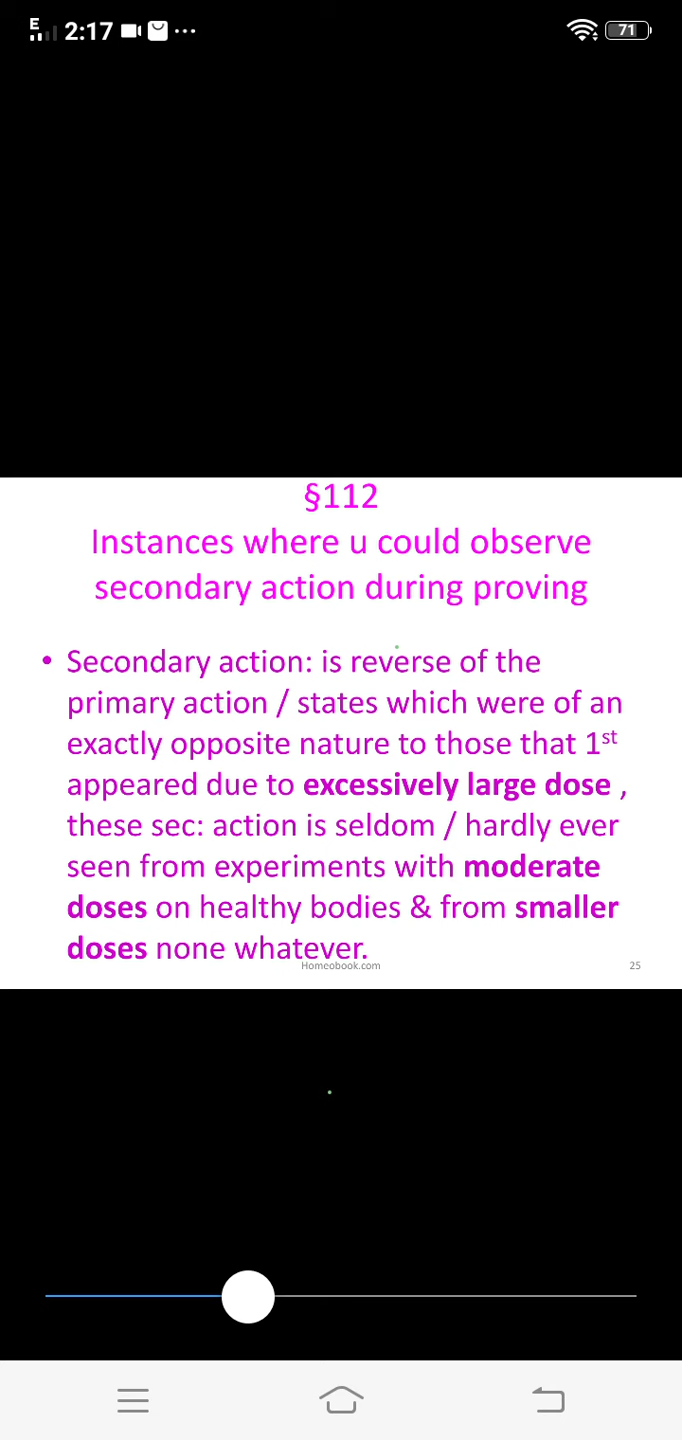 E
2:17
71
§112
Instances where u could observe
secondary action during proving
• Secondary action: is reverse of the
primary action / states which were of an
exactly opposite nature to those that 1st
appeared due to excessively large dose ,
these sec: action is seldom / hardly ever
seen from experiments with moderate
doses on healthy bodies & from smaller
doses none whatever.
Homeobook.com
25